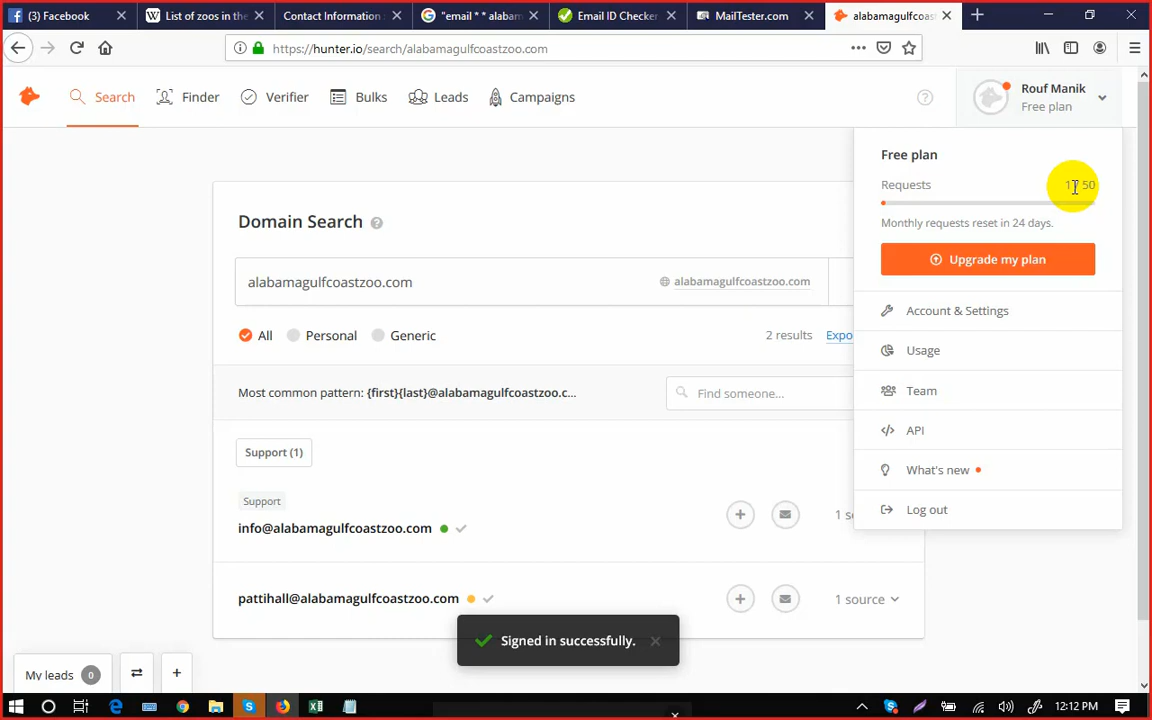 (3) Facebook
List of zoos in the
Contact Information
"email * * alabam
Email ID Checker
MailTester.com
alabamagulfcoast
https://hunter.io/search/alabamagulfcoastzoo.com
Search
Finder
Verifier
Bulks
Leads
Campaigns
Rouf Manik
Free plan
Free plan
Requests
50
Monthly requests reset in 24 days.
Upgrade my plan
Account & Settings
Usage
Team
API
What's new
Log out
Domain Search
alabamagulfcoastzoo.com
alabamagulfcoastzoo.com
All
Personal
Generic
2 results
Expo
Most common pattern: {first}{last}@alabamagulfcoastzoo.c...
Find someone...
Support (1)
Support
info@alabamagulfcoastzoo.com
pattihall@alabamagulfcoastzoo.com
1 source
Signed in successfully.
My leads
0
12:12 PM